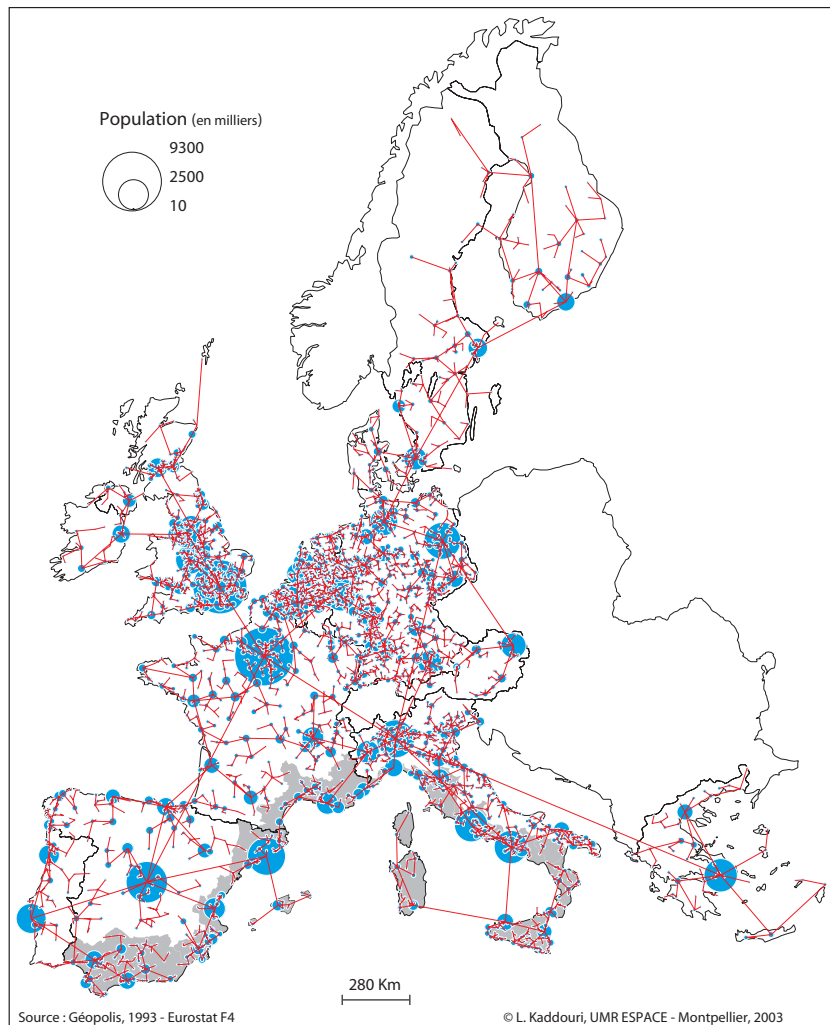 Population (en milliers)
9300
2500
10
280 Km
Source : Géopolis, 1993 - Eurostat F4
© L. Kaddouri, UMR ESPACE - Montpellier, 2003